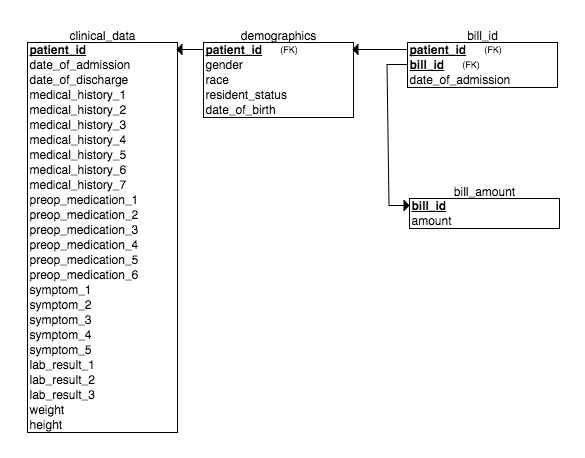 clinical_data
patient_id
date_of_admission
date_of_discharge
medical_history_1
medical_history_2
medical_history_3
medical_history_4
medical_history_5
medical_history_6
medical_history_7
preop_medication_1
preop_medication_2
preop_medication_3
preop_medication_4
preop_medication_5
preop_medication_6
symptom_1
symptom_2
symptom_3
symptom_4
symptom_5
lab_result_1
lab_result_2
lab_result_3
weight
height
demographics
patient_id (FK)
gender
race
resident_status
date_of_birth
bill_id
patient_id (FK)
bill_id (FK)
date_of_admission
bill_amount
bill_id
amount